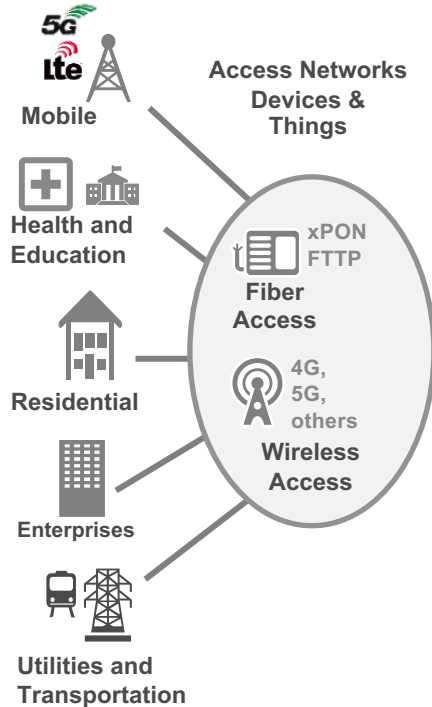 5G
lte
Mobile
Access Networks
Devices &
Things
Health and
Education
xPON
FTTP
Fiber
Access
Residential
4G,
5G,
others
Wireless
Access
Enterprises
Utilities and
Transportation